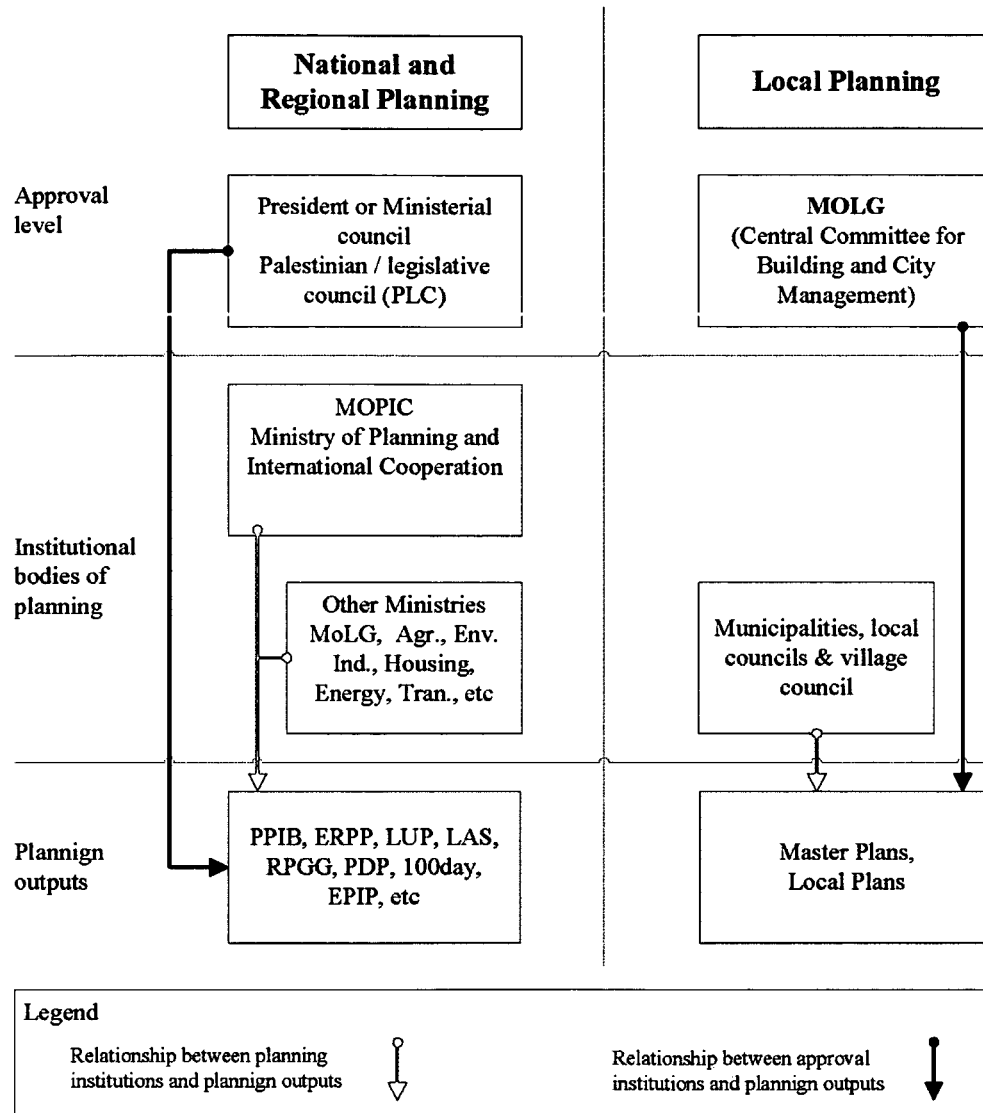 National and
Regional Planning
Local Planning
Approval
level
President or Ministerial
council
Palestinian / legislative
council (PLC)
MOLG
(Central Committee for
Building and City
Management)
Institutional
bodies of
planning
MOPIC
Ministry of Planning and
International Cooperation
Other Ministries
MoLG, Agr., Env.
Ind., Housing,
Energy, Tran., etc
Municipalities, local
councils & village
council
Plannign
outputs
PPIB, ERPP, LUP, LAS,
RPGG, PDP, 100day,
EPIP, etc
Master Plans,
Local Plans
Legend
Relationship between planning
institutions and plannign outputs
Relationship between approval
institutions and plannign outputs